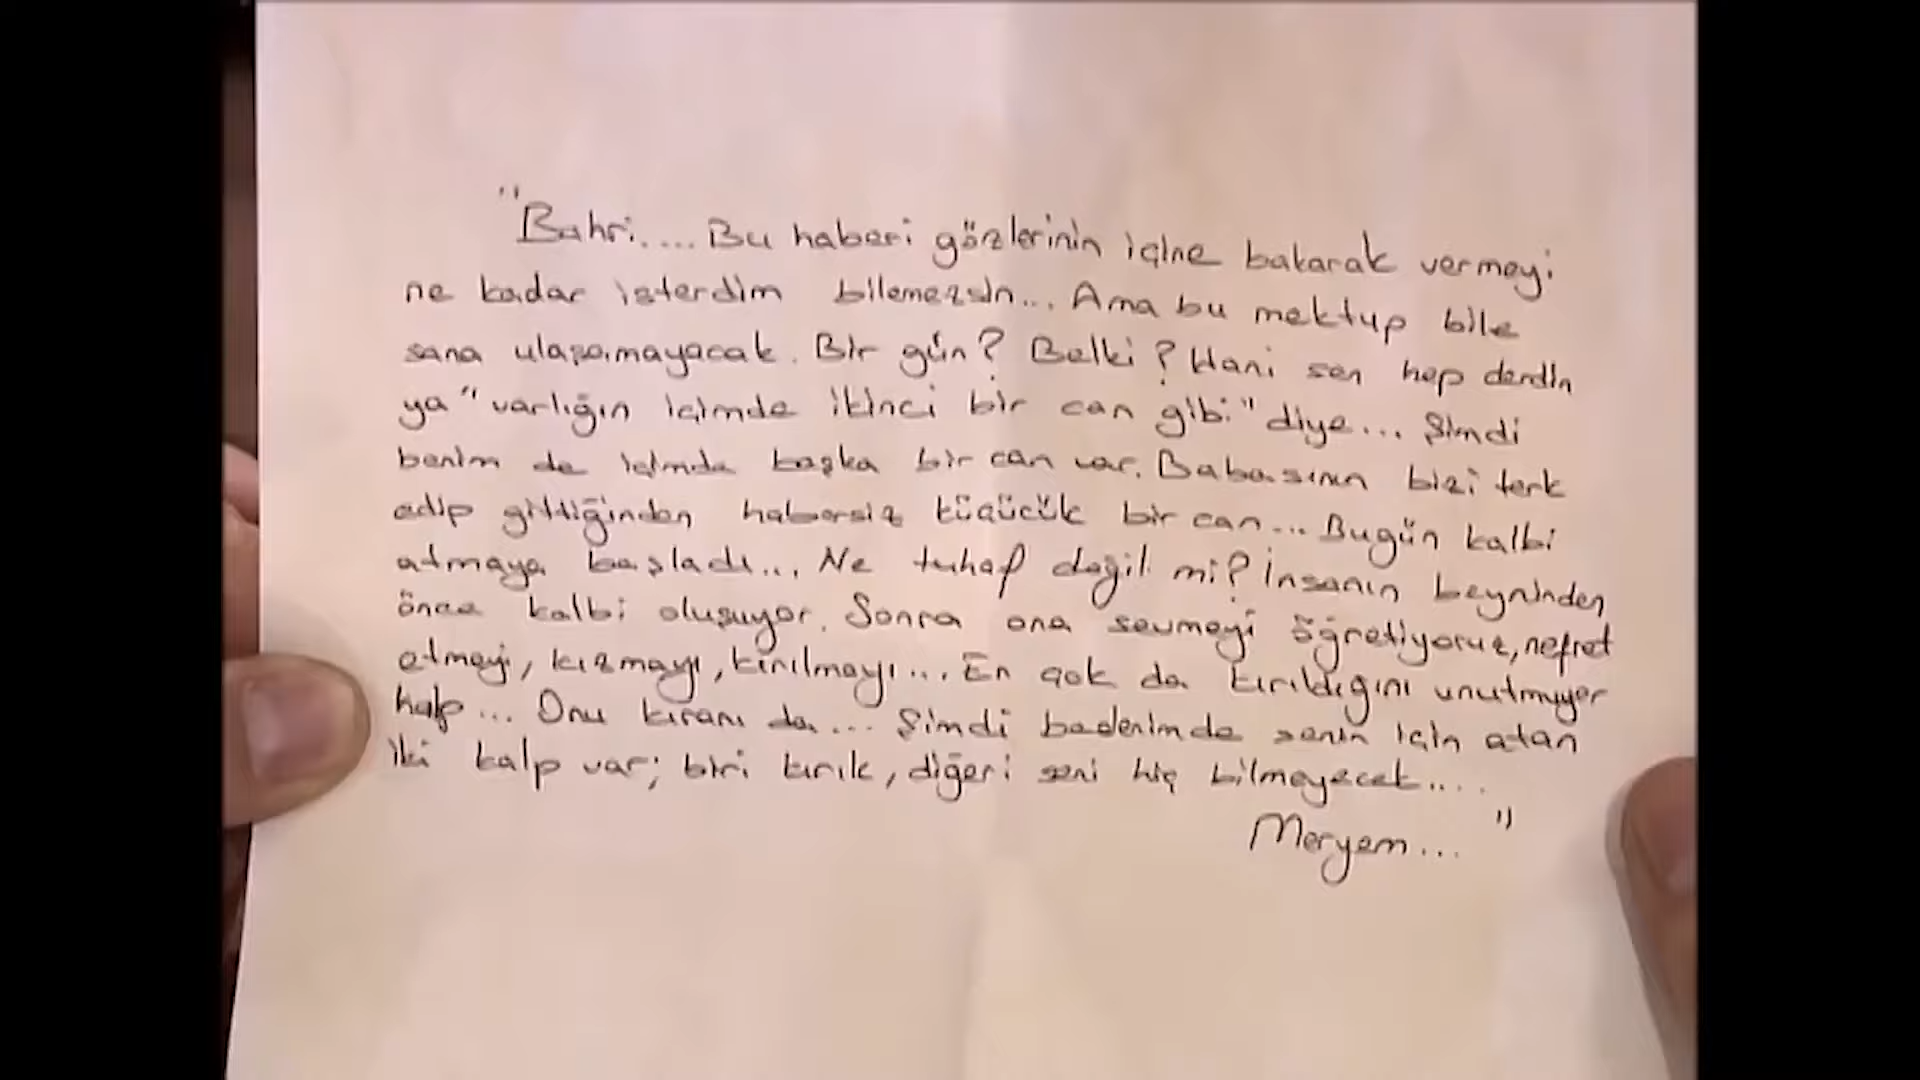 "Bahri.... Bu haberi gözlerinin içine bakarak vermeyi
ne kadar isterdim bilemezsin... Ama bu mektup bile
sana ulaşamayacak. Bir gün? Belki? Hani sen hep derdin
ya "varlığın içimde ikinci bir can gibi" diye... Şimdi
benim de içimde başka bir can var. Babasının bizi terk
edip gittiğinden habersiz küçücük bir can... Bugün kalbi
atmaya başladı... Ne tuhaf değil mi? İnsanın beyninden
önce kalbi oluşuyor. Sonra ona sevmeyi öğretiyoruz, nefret
etmeyi, kızmayı, kırılmayı... En çok da kırıldığını unutmuyor
kalp... Onu kıranı da... Şimdi bedenimde senin için atan
iki kalp var; biri kırık, diğeri seni hiç bilmeyecek....
Meryem... "